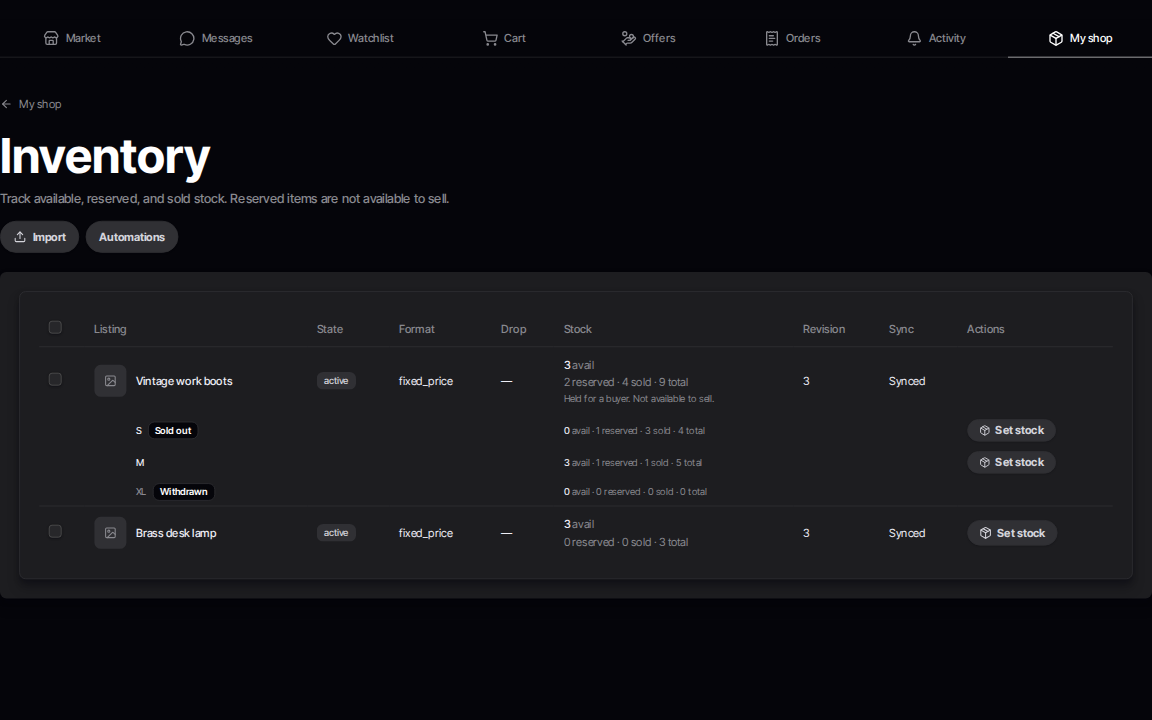 Market Messages Watchlist Cart Offers Orders Activity My shop
My shop
Inventory
Track available, reserved, and sold stock. Reserved items are not available to sell.
Import Automations
Listing State Format Drop Stock Revision Sync Actions
Vintage work boots active fixed_price — 3 avail 3 Synced
2 reserved · 4 sold · 9 total
Held for a buyer. Not available to sell.
S Sold out 0 avail · 1 reserved · 3 sold · 4 total Set stock
M 3 avail · 1 reserved · 1 sold · 5 total Set stock
XL Withdrawn 0 avail · 0 reserved · 0 sold · 0 total
Brass desk lamp active fixed_price — 3 avail 3 Synced Set stock
0 reserved · 0 sold · 3 total